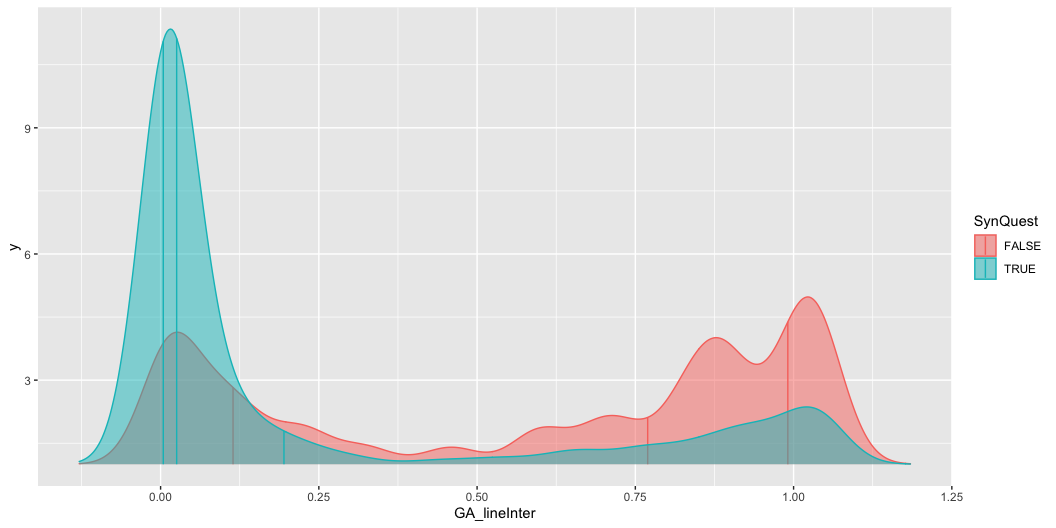 y
9
6
3
0.00 0.25 0.50 0.75 1.00 1.25
GA_lineInter
SynQuest
FALSE
TRUE